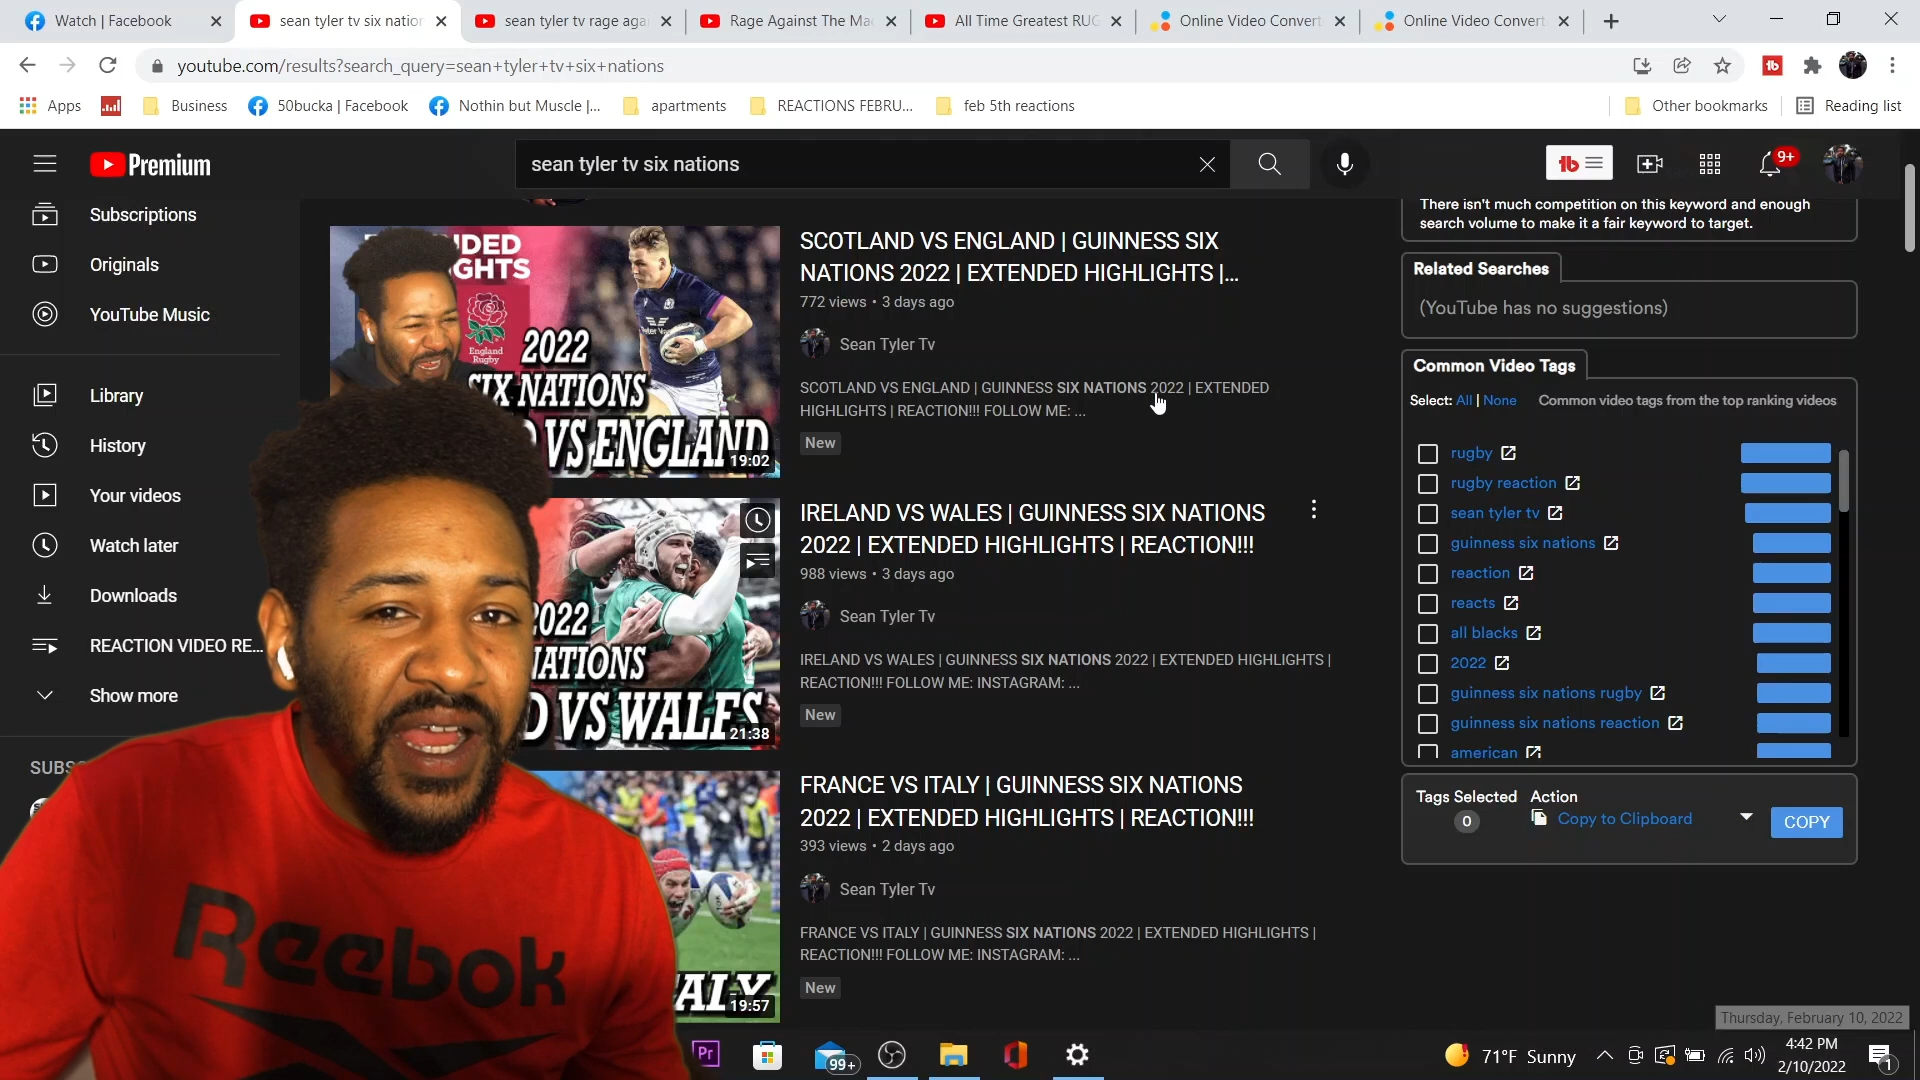 Watch | Facebook
sean tyler tv six nation
sean tyler tv rage aga
Rage Against The Ma
All Time Greatest RUG
Online Video Convert
Online Video Convert
youtube.com/results?search_query=sean+tyler+tv+six+nations
Apps
Business
50bucka | Facebook
Nothin but Muscle |...
apartments
REACTIONS FEBRU...
feb 5th reactions
Other bookmarks
Reading list
Premium
sean tyler tv six nations
9+
Subscriptions
Originals
YouTube Music
Library
History
Your videos
Watch later
Downloads
REACTION VIDEO RE...
Show more
England
Rugby
2022
SIX NATIONS
VS ENGLAND
19:02
SCOTLAND VS ENGLAND | GUINNESS SIX
NATIONS 2022 | EXTENDED HIGHLIGHTS |...
772 views • 3 days ago
Sean Tyler Tv
SCOTLAND VS ENGLAND | GUINNESS SIX NATIONS 2022 | EXTENDED
HIGHLIGHTS | REACTION!!! FOLLOW ME: ...
New
2022
VS WALES
21:38
IRELAND VS WALES | GUINNESS SIX NATIONS
2022 | EXTENDED HIGHLIGHTS | REACTION!!!
988 views • 3 days ago
Sean Tyler Tv
IRELAND VS WALES | GUINNESS SIX NATIONS 2022 | EXTENDED HIGHLIGHTS |
REACTION!!! FOLLOW ME: INSTAGRAM: ...
New
19:57
FRANCE VS ITALY | GUINNESS SIX NATIONS
2022 | EXTENDED HIGHLIGHTS | REACTION!!!
393 views • 2 days ago
Sean Tyler Tv
FRANCE VS ITALY | GUINNESS SIX NATIONS 2022 | EXTENDED HIGHLIGHTS |
REACTION!!! FOLLOW ME: INSTAGRAM: ...
New
There isn't much competition on this keyword and enough
search volume to make it a fair keyword to target.
Related Searches
(YouTube has no suggestions)
Common Video Tags
Select: All | None Common video tags from the top ranking videos
rugby
rugby reaction
sean tyler tv
guinness six nations
reaction
reacts
all blacks
2022
guinness six nations rugby
guinness six nations reaction
american
Tags Selected
0
Action
Copy to Clipboard
COPY
Reebok
Thursday, February 10, 2022
Pr
99+
71°F Sunny
4:42 PM
2/10/2022
1